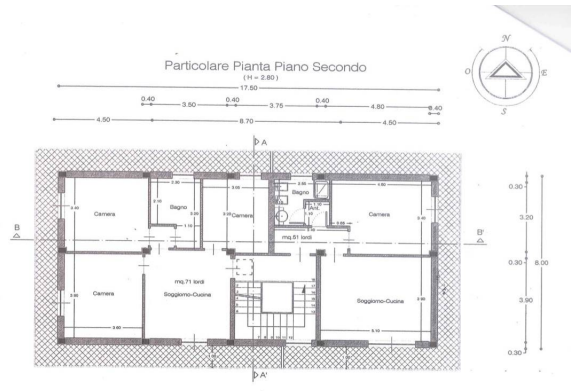 Particolare Pianta Piano Secondo
( H = 2.80 )
N
O
E
S
17.50
0.40
3.50
0.40
3.75
0.40
4.80
0.40
4.50
8.70
4.50
A
B
B'
Camera
Bagno
Camera
Bagno
Ant.
Camera
mq.51 lordi
Camera
mq.71 lordi
Soggiorno-Cucina
Soggiorno-Cucina
0.30
3.20
0.30
8.00
3.90
0.30
A'